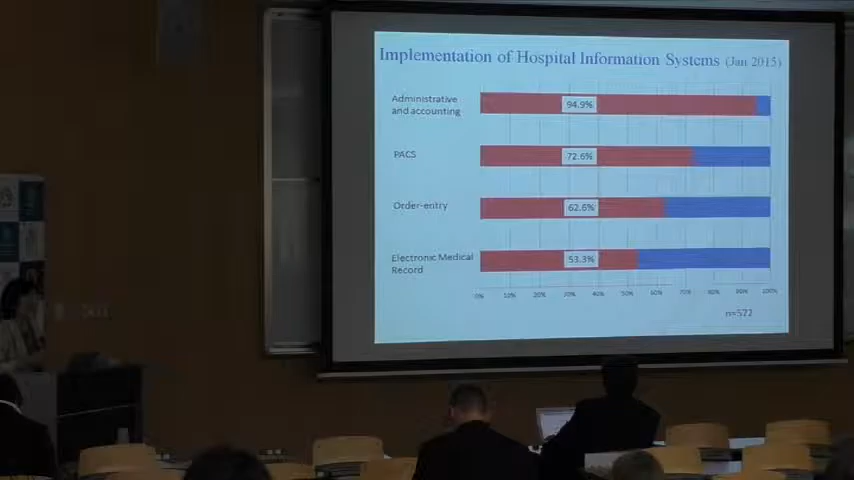 Implementation of Hospital Information Systems (Jan 2015)
Administrative
and accounting
94.9%
PACS
72.6%
Order-entry
62.6%
Electronic Medical
Record
53.3%
0% 10% 20% 30% 40% 50% 60% 70% 80% 90% 100%
n=572